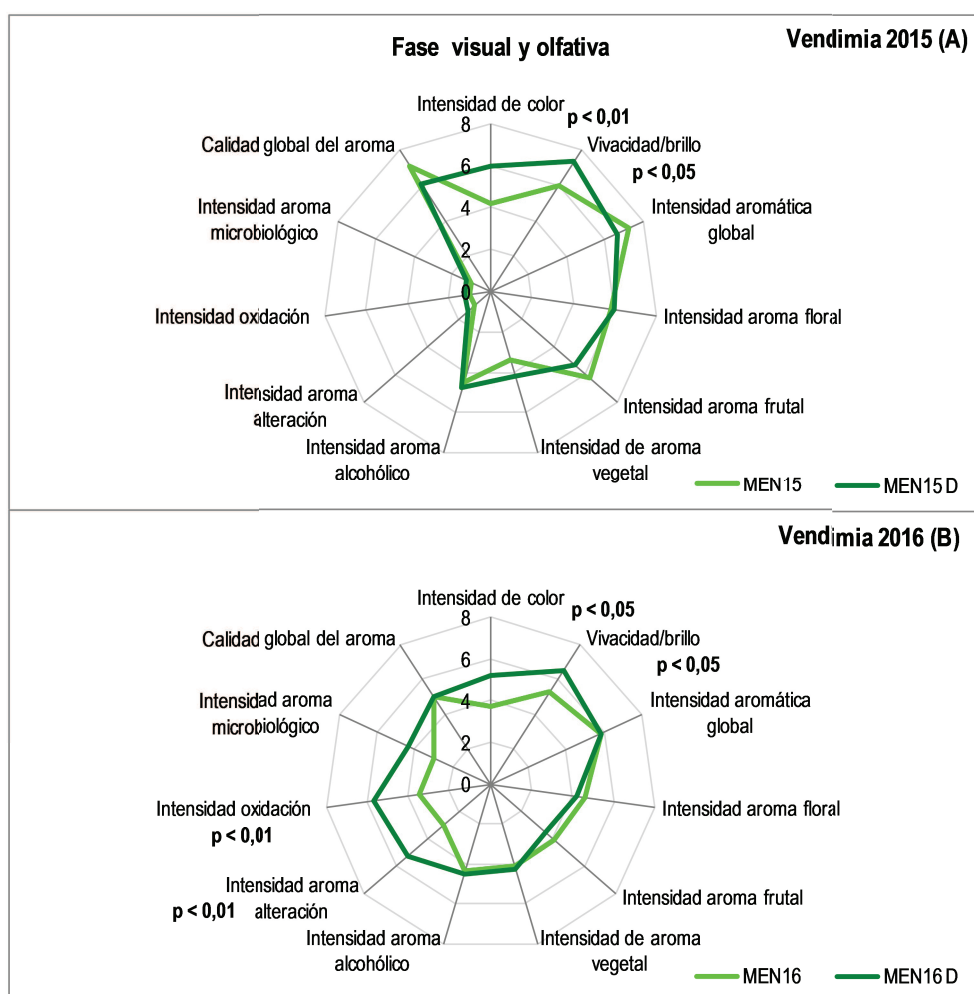 Vendimia 2015 (A)
Fase visual y olfativa
Intensidad de color
p < 0,01
Vivacidad/brillo
p < 0,05
Intensidad aromática
global
Intensidad aroma floral
Intensidad aroma frutal
Intensidad de aroma
vegetal
Intensidad aroma
alcohólico
Intensidad aroma
alteración
Intensidad oxidación
Intensidad aroma
microbiológico
Calidad global del aroma
8
6
4
2
0
MEN15
MEN15 D
Vendimia 2016 (B)
Intensidad de color
p < 0,05
Vivacidad/brillo
p < 0,05
Intensidad aromática
global
Intensidad aroma floral
Intensidad aroma frutal
Intensidad de aroma
vegetal
Intensidad aroma
alcohólico
Intensidad aroma
alteración
p < 0,01
Intensidad oxidación
p < 0,01
Intensidad aroma
microbiológico
Calidad global del aroma
8
6
4
2
0
MEN16
MEN16 D